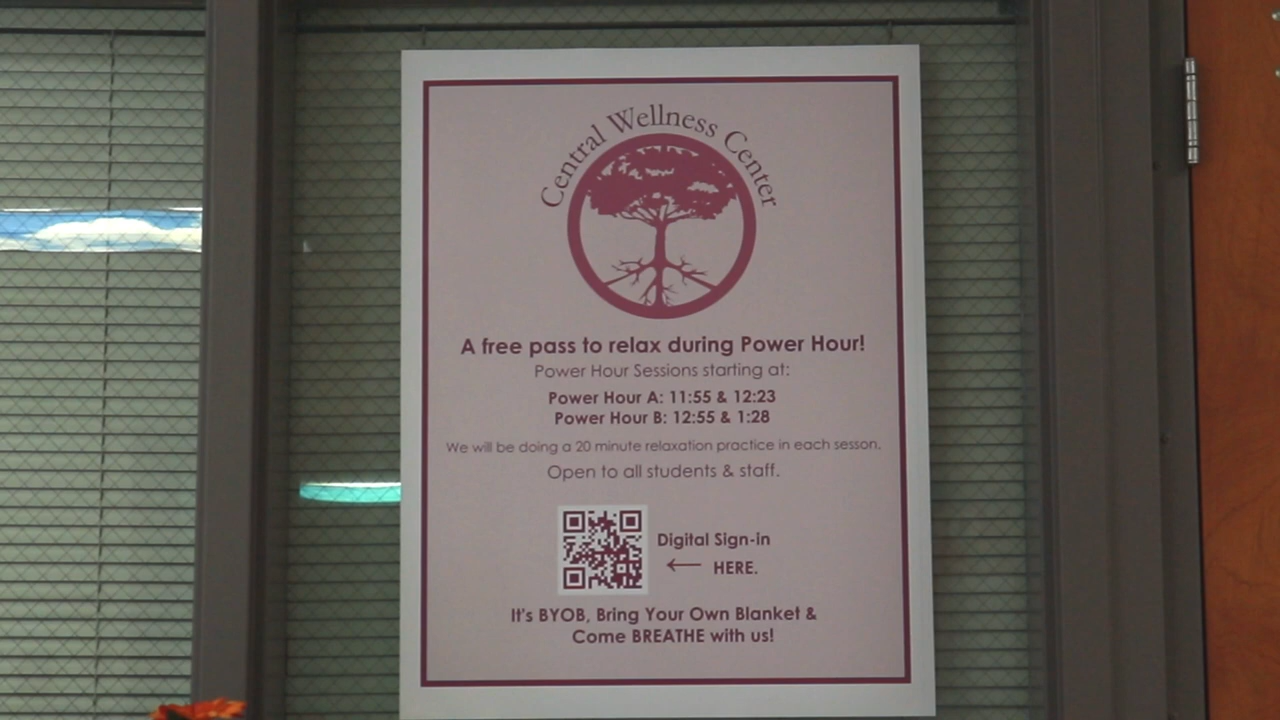 Central Wellness Center
A free pass to relax during Power Hour!
Power Hour Sessions starting at:
Power Hour A: 11:55 & 12:23
Power Hour B: 12:55 & 1:28
We will be doing a 20 minute relaxation practice in each sesson.
Open to all students & staff.
Digital Sign-in
← HERE.
It's BYOB, Bring Your Own Blanket &
Come BREATHE with us!